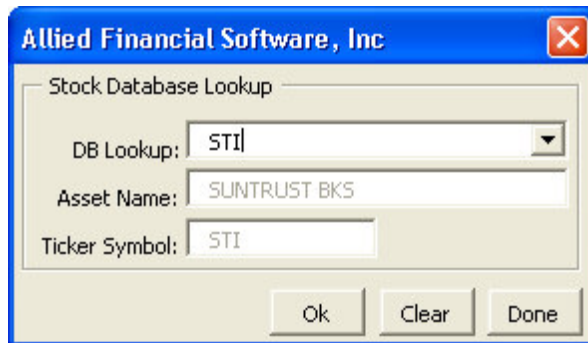 Allied Financial Software, Inc
Stock Database Lookup
DB Lookup: STI
Asset Name: SUNTRUST BKS
Ticker Symbol: STI
Ok Clear Done